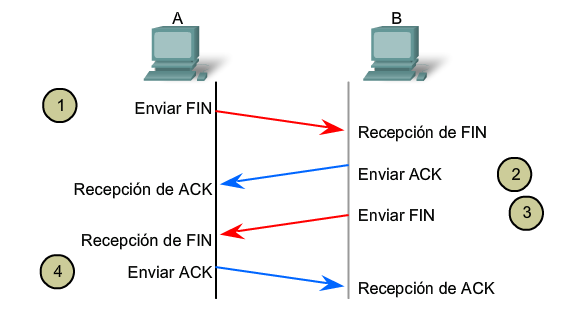 A
B
1
Enviar FIN
Recepción de FIN
Enviar ACK
2
Recepción de ACK
Enviar FIN
3
Recepción de FIN
4
Enviar ACK
Recepción de ACK